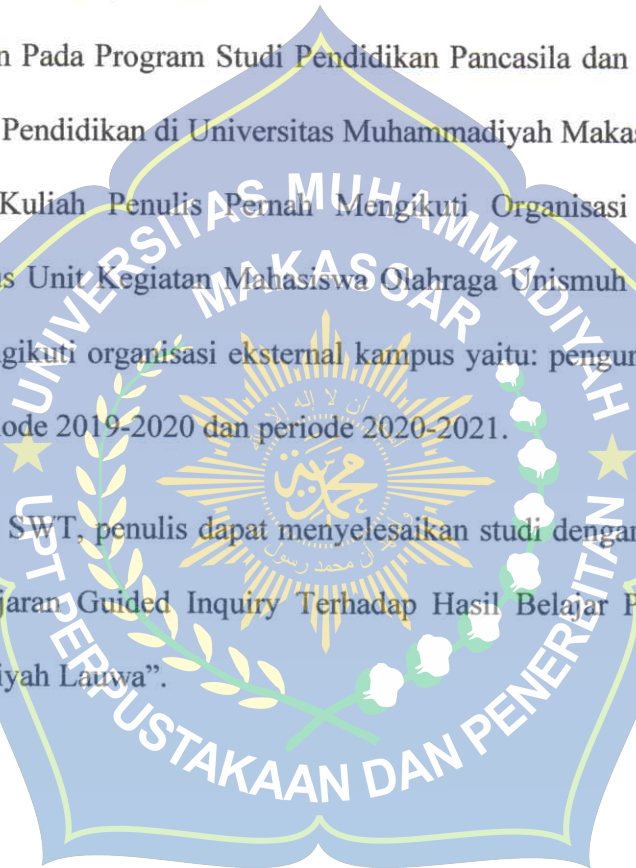 n Pada Program Studi Pendidikan Pancasila dan
Pendidikan di Universitas Muhammadiyah Makas
Kuliah Penulis Pernah Mengikuti Organisasi
s Unit Kegiatan Mahasiswa Olahraga Unismuh
ngikuti organisasi eksternal kampus yaitu: pengur
ode 2019-2020 dan periode 2020-2021.
SWT, penulis dapat menyelesaikan studi dengan
jaran Guided Inquiry Terhadap Hasil Belajar P
iyah Lauwa”.
UNIVERSITAS MUHAMMADIYAH
MAKASSAR
محمدية
UPT PERPUSTAKAAN DAN PENERBITAN